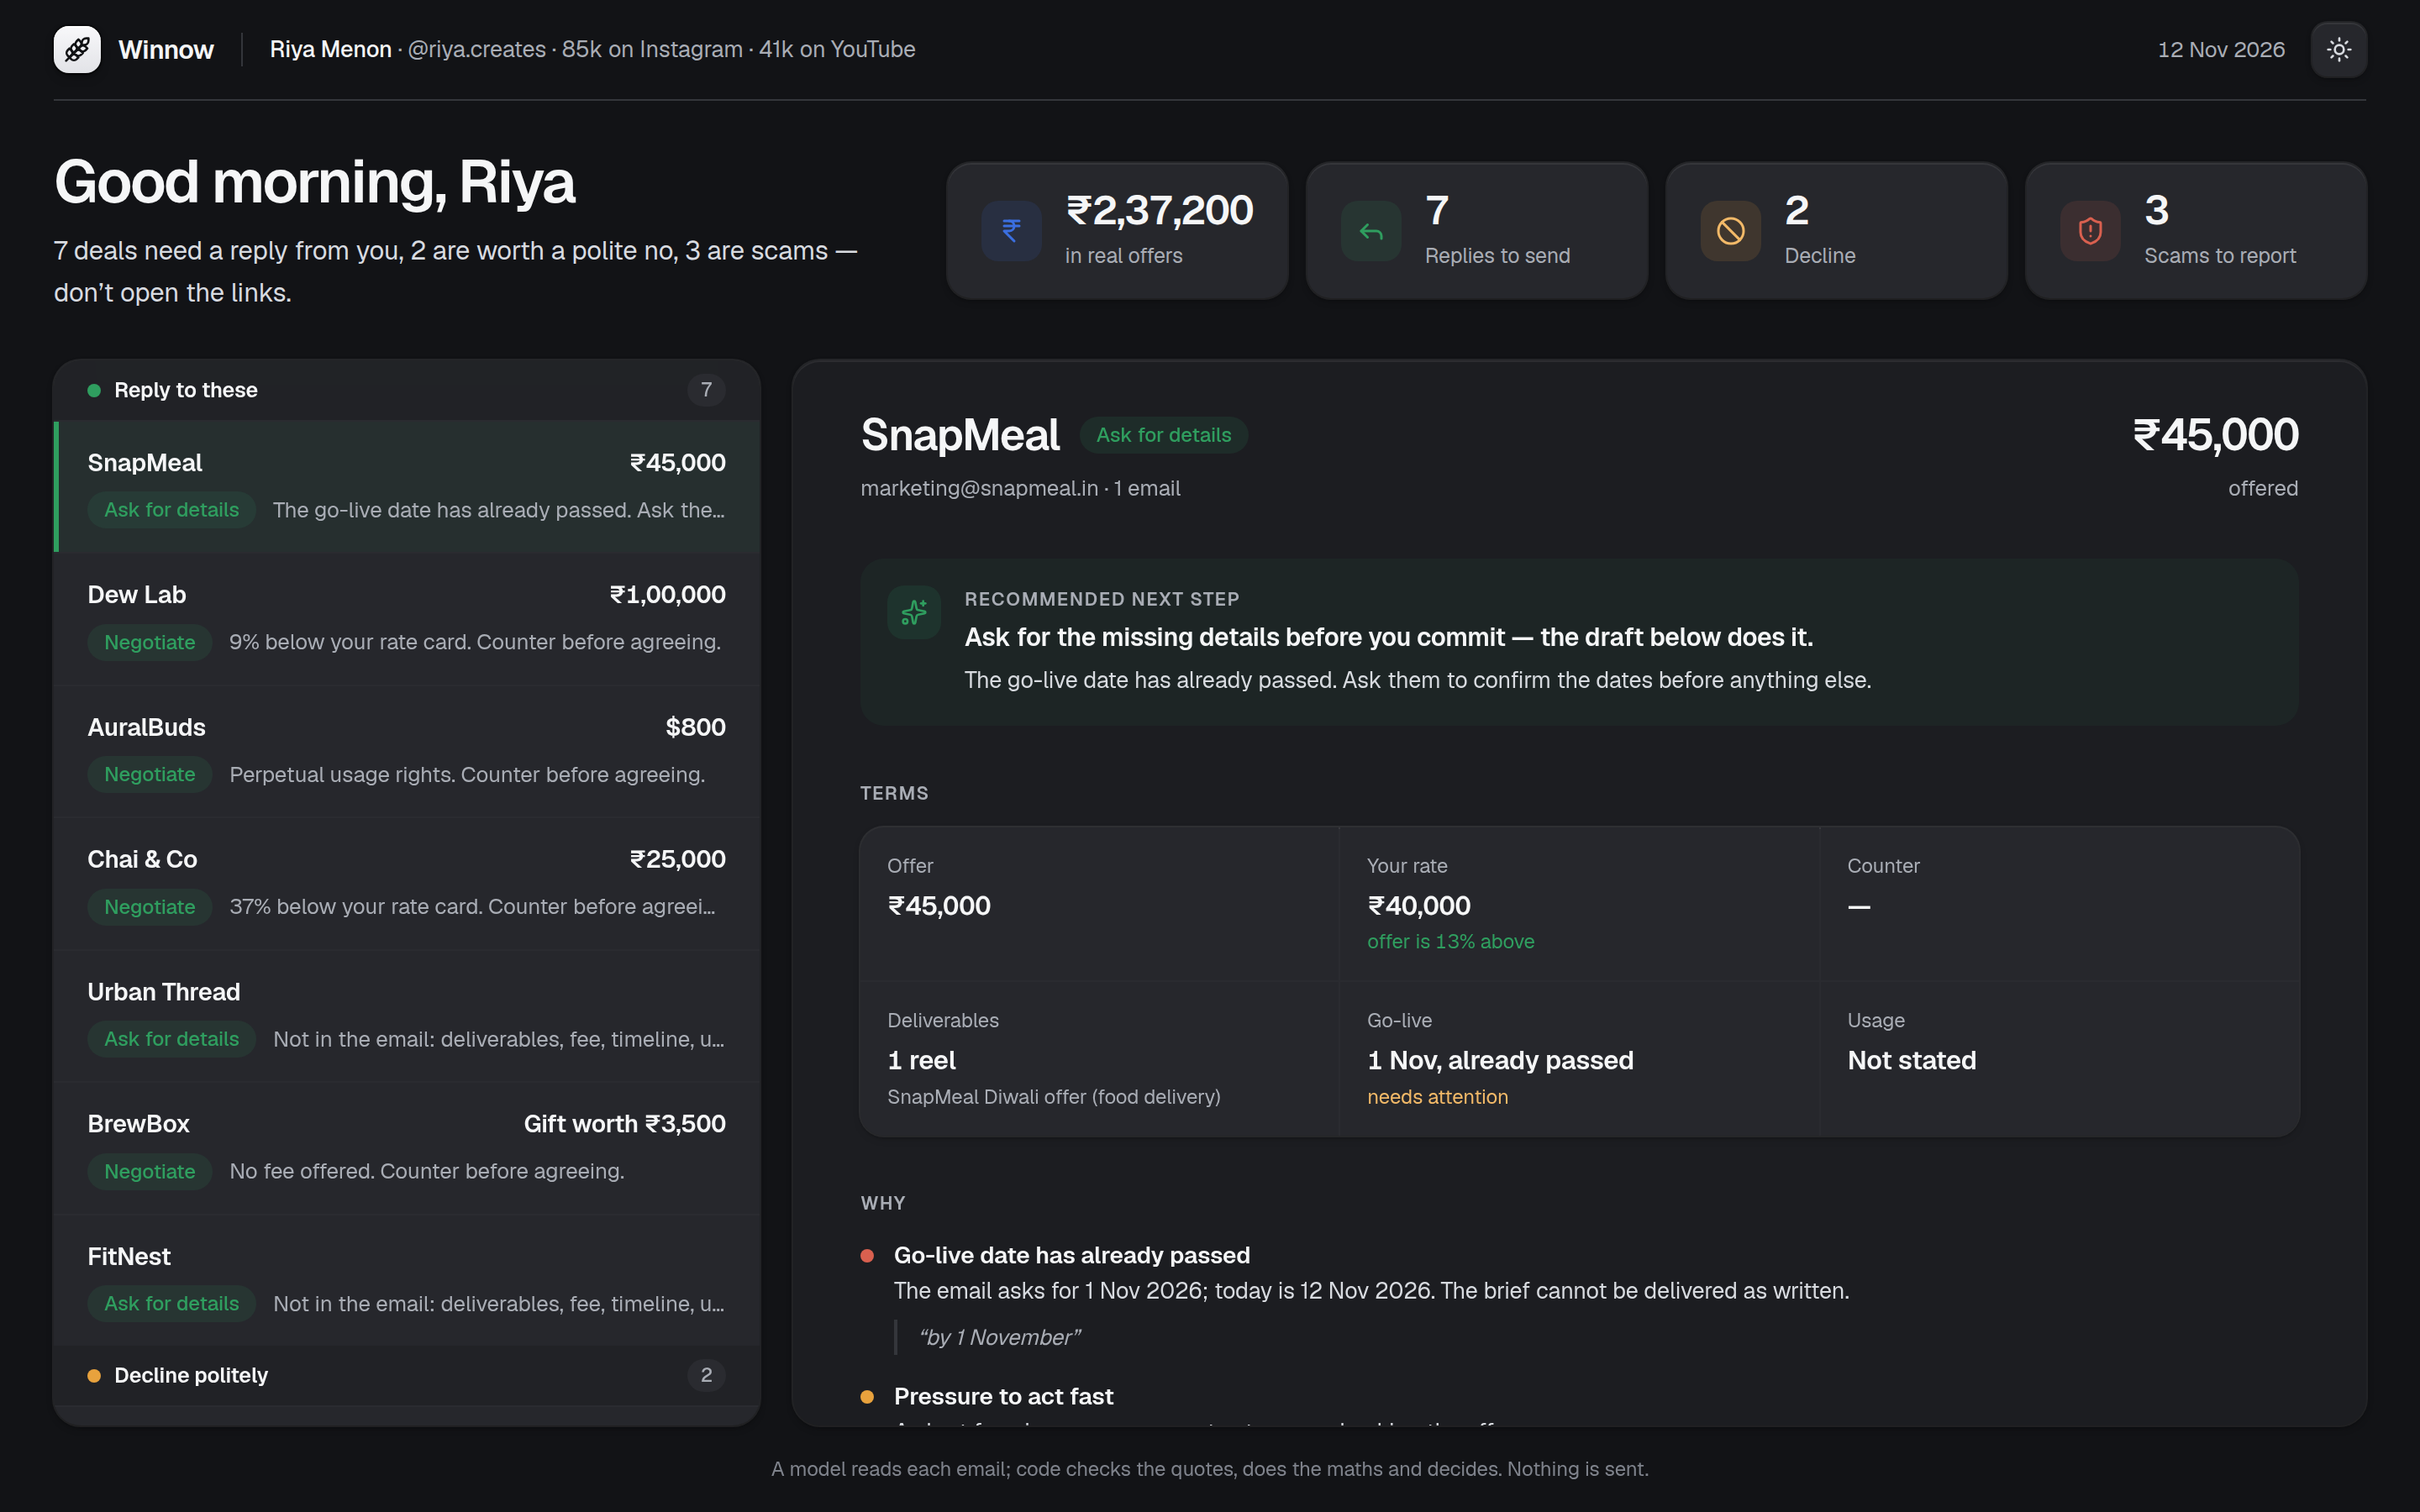 Winnow
Riya Menon · @riya.creates · 85k on Instagram · 41k on YouTube
12 Nov 2026
Good morning, Riya
7 deals need a reply from you, 2 are worth a polite no, 3 are scams —
don’t open the links.
₹2,37,200
in real offers
7
Replies to send
2
Decline
3
Scams to report
Reply to these
7
SnapMeal
₹45,000
Ask for details
The go-live date has already passed. Ask the...
Dew Lab
₹1,00,000
Negotiate
9% below your rate card. Counter before agreeing.
AuralBuds
$800
Negotiate
Perpetual usage rights. Counter before agreeing.
Chai & Co
₹25,000
Negotiate
37% below your rate card. Counter before agreei...
Urban Thread
Ask for details
Not in the email: deliverables, fee, timeline, u...
BrewBox
Gift worth ₹3,500
Negotiate
No fee offered. Counter before agreeing.
FitNest
Ask for details
Not in the email: deliverables, fee, timeline, u...
Decline politely
2
SnapMeal
Ask for details
₹45,000
marketing@snapmeal.in · 1 email
offered
RECOMMENDED NEXT STEP
Ask for the missing details before you commit — the draft below does it.
The go-live date has already passed. Ask them to confirm the dates before anything else.
TERMS
Offer
₹45,000
Your rate
₹40,000
offer is 13% above
Counter
—
Deliverables
1 reel
SnapMeal Diwali offer (food delivery)
Go-live
1 Nov, already passed
needs attention
Usage
Not stated
WHY
Go-live date has already passed
The email asks for 1 Nov 2026; today is 12 Nov 2026. The brief cannot be delivered as written.
“by 1 November”
Pressure to act fast
A model reads each email; code checks the quotes, does the maths and decides. Nothing is sent.